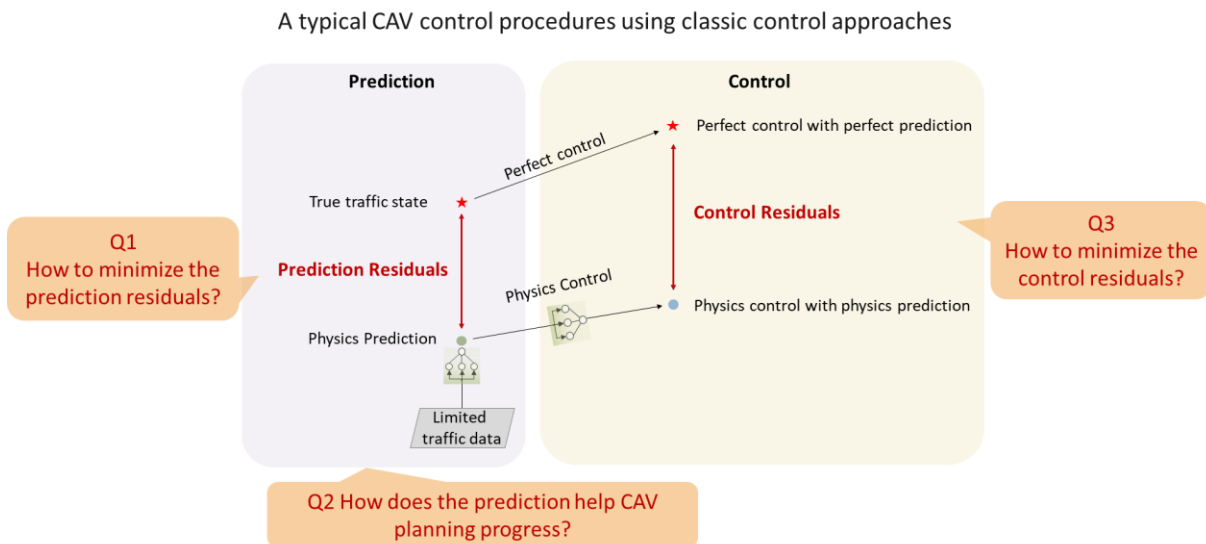 A typical CAV control procedures using classic control approaches
Prediction
Control
Perfect control with perfect prediction
Perfect control
True traffic state
Control Residuals
Q1
How to minimize the
prediction residuals?
Prediction Residuals
Q3
How to minimize the
control residuals?
Physics Control
Physics control with physics prediction
Physics Prediction
Limited
traffic data
Q2 How does the prediction help CAV
planning progress?